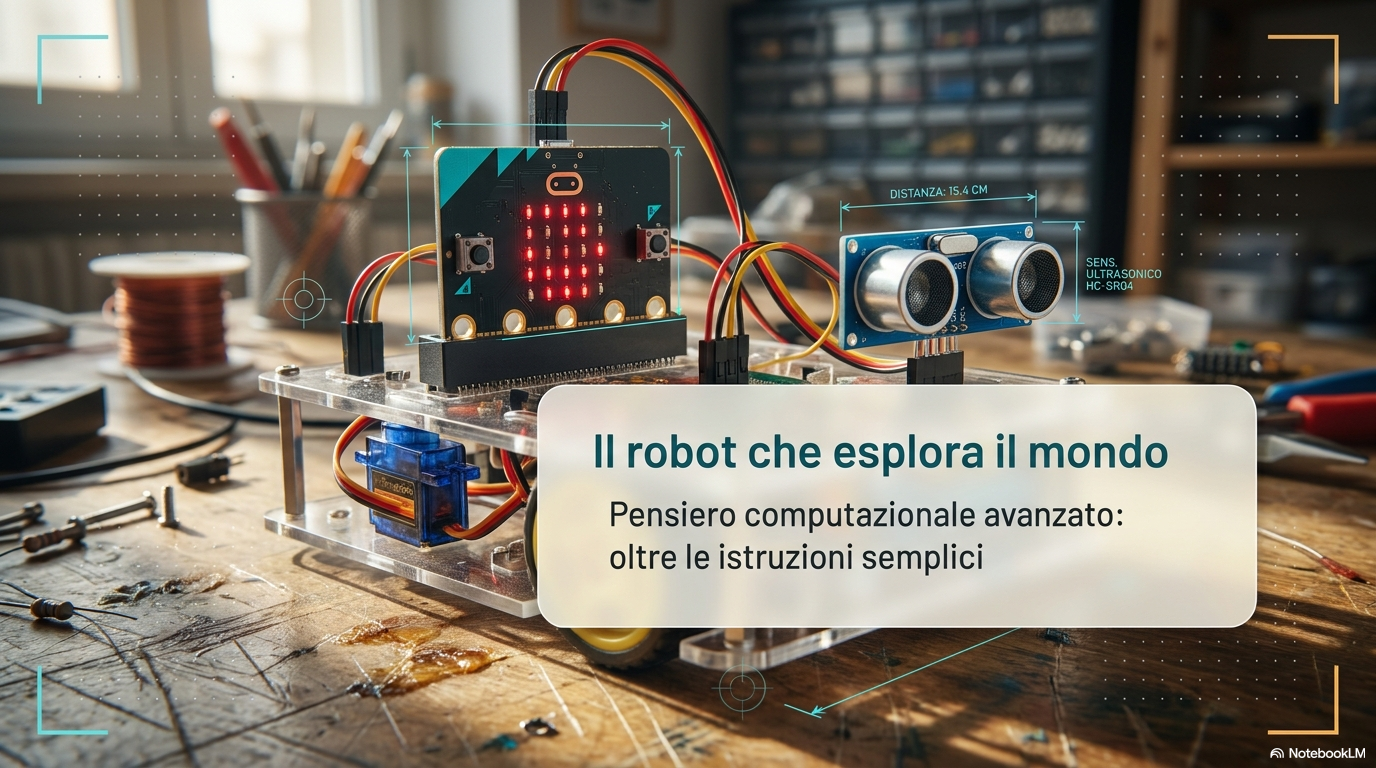 DISTANZA: 15.4 CM
SENS.
ULTRASONICO
HC-SR04
Il robot che esplora il mondo
Pensiero computazionale avanzato:
oltre le istruzioni semplici
NotebookLM